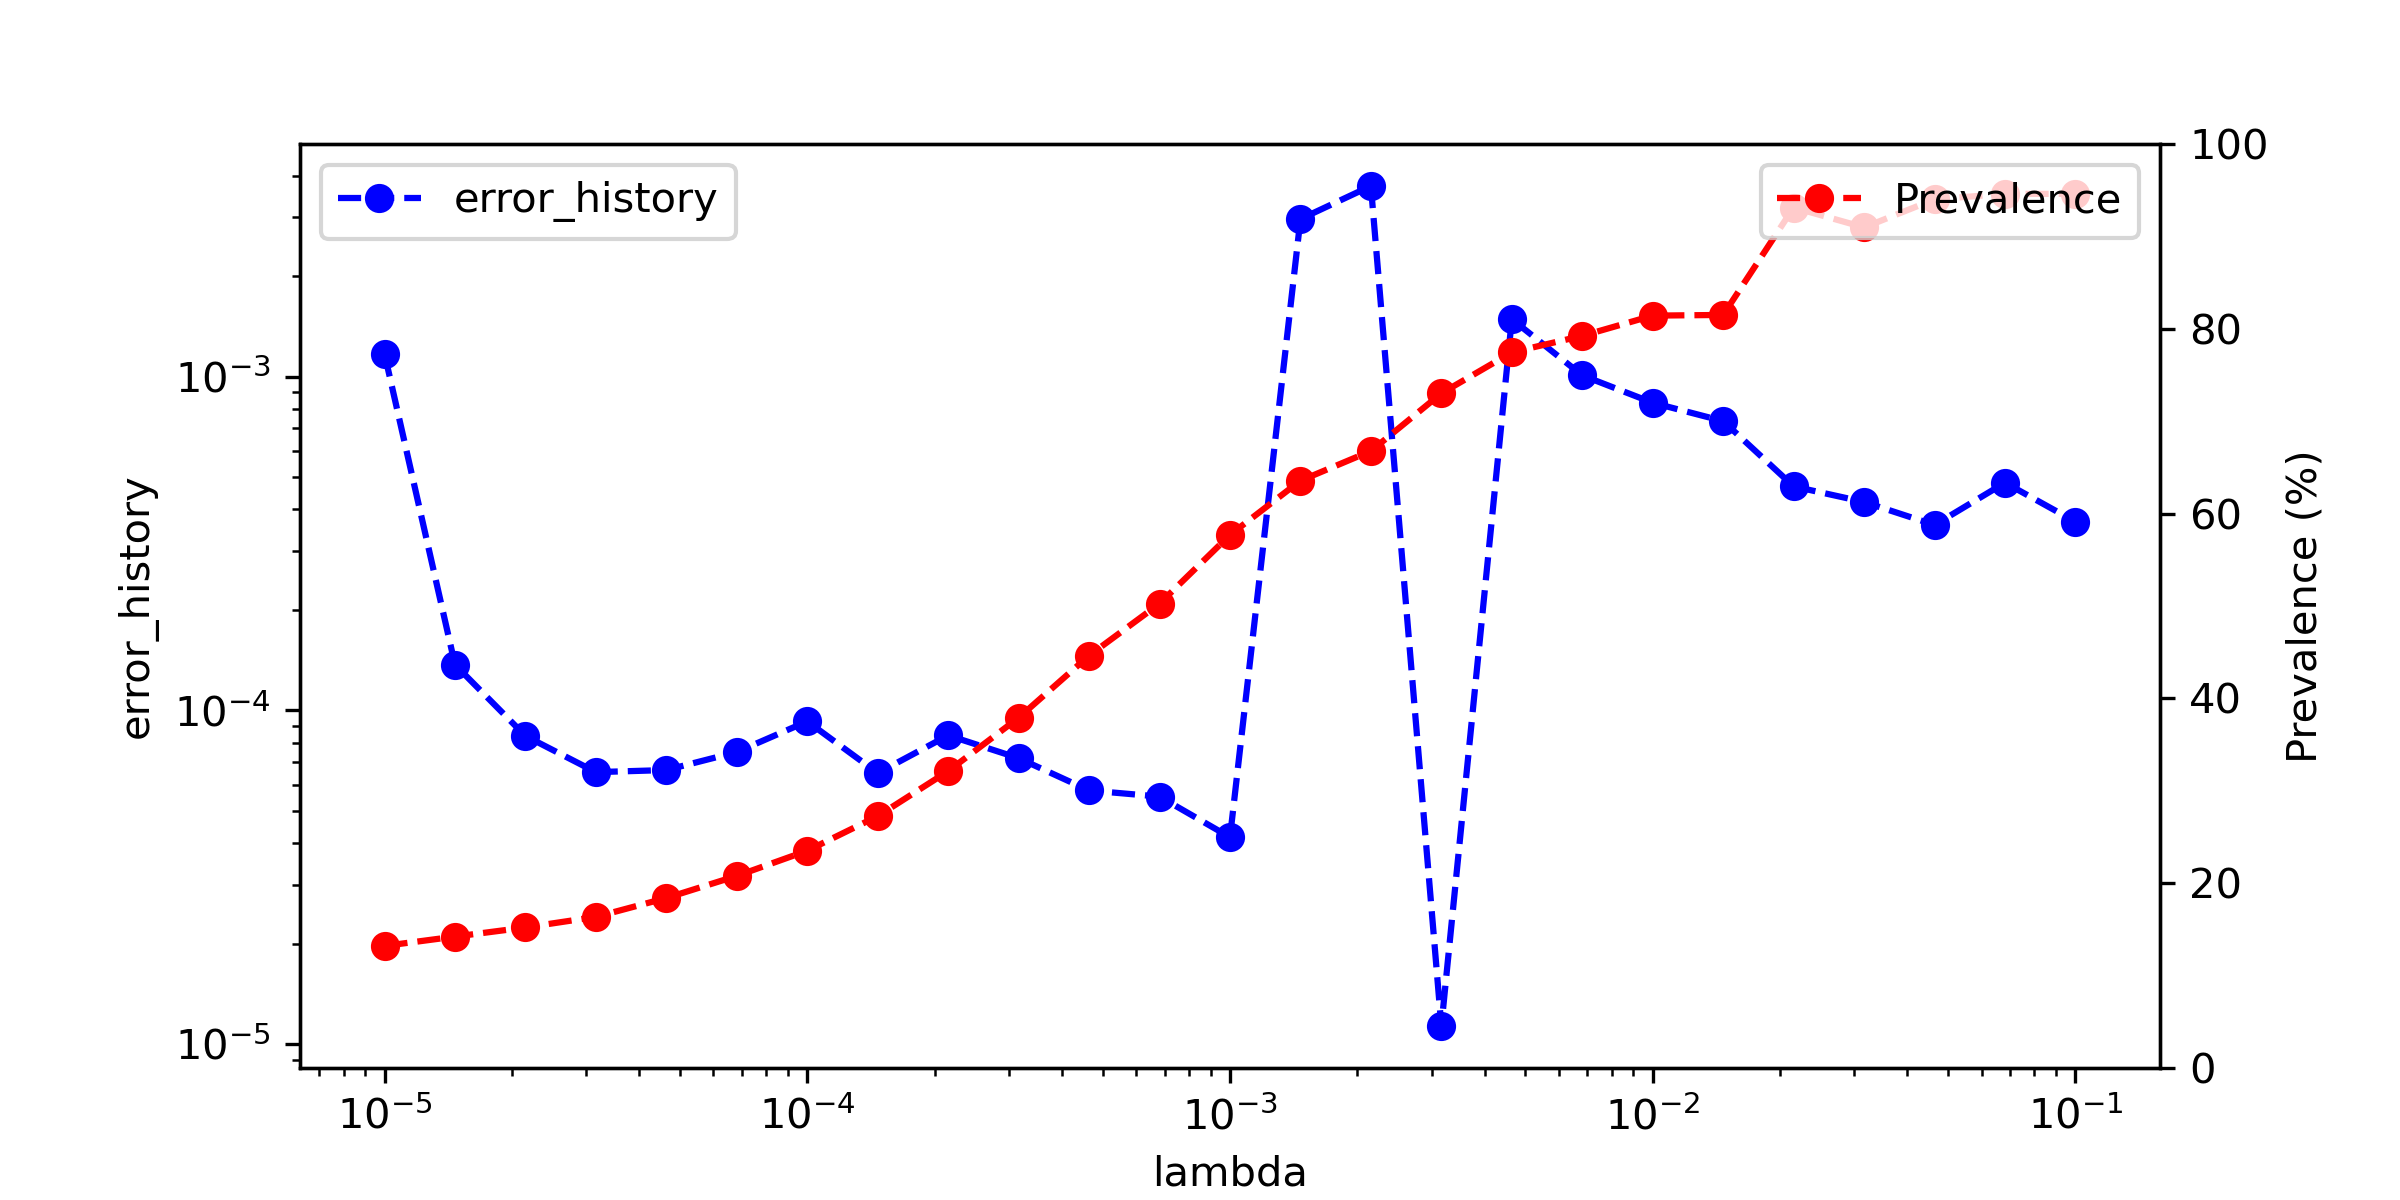 error_history
Prevalence
error_history
10⁻³
10⁻⁴
10⁻⁵
100
80
60
40
20
0
Prevalence (%)
10⁻⁵ 10⁻⁴ 10⁻³ 10⁻² 10⁻¹
lambda